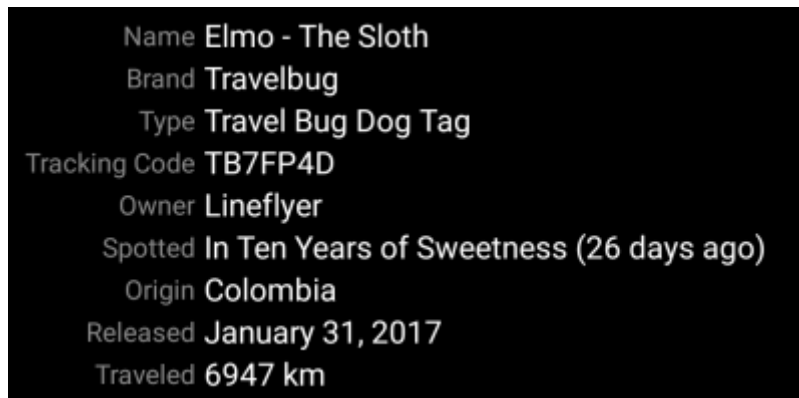 Name Elmo - The Sloth
Brand Travelbug
Type Travel Bug Dog Tag
Tracking Code TB7FP4D
Owner Lineflyer
Spotted In Ten Years of Sweetness (26 days ago)
Origin Colombia
Released January 31, 2017
Traveled 6947 km